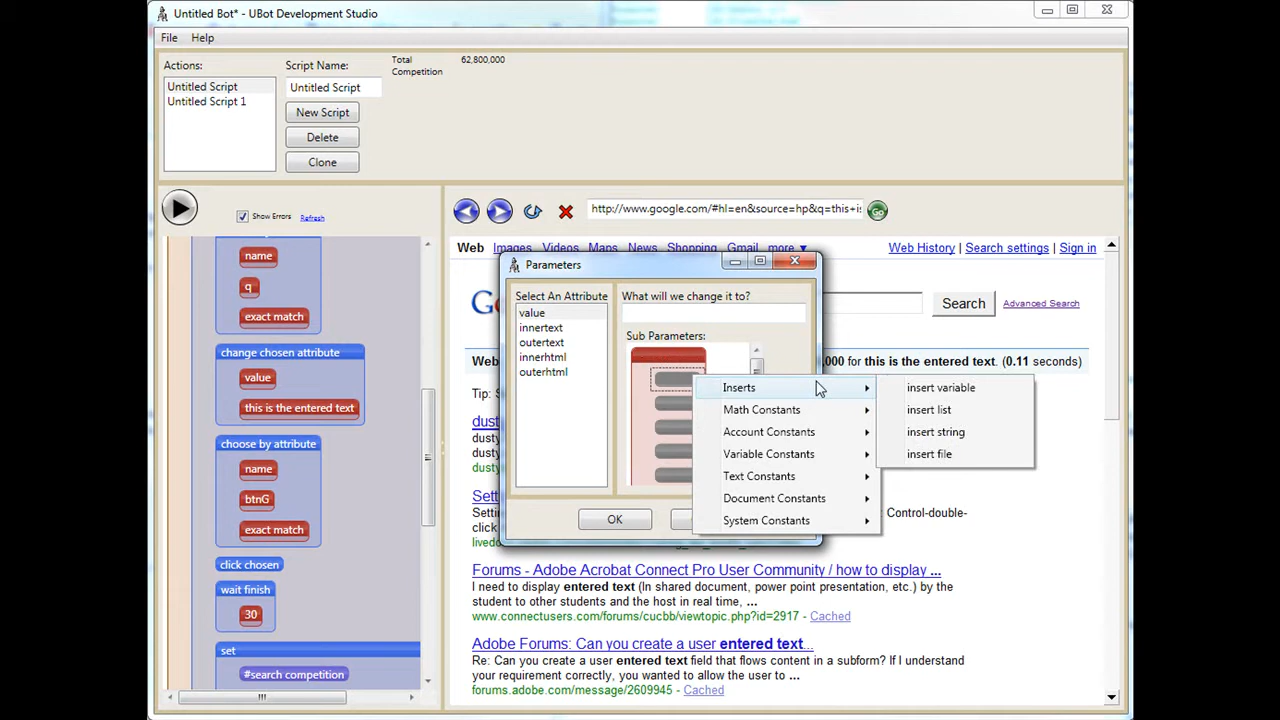 Untitled Bot* - UBot Development Studio
File Help
Actions:
Untitled Script
Untitled Script 1
Script Name:
Untitled Script
New Script
Delete
Clone
Total
Competition
62,800,000
Show Errors Refresh
http://www.google.com/#hl=en&source=hp&q=this+i
Go
name
q
exact match
change chosen attribute
value
this is the entered text
choose by attribute
name
btnG
exact match
click chosen
wait finish
30
set
#search competition
Web Images Videos Maps News Shopping Gmail more ▼
Web History | Search settings | Sign in
Search
Advanced Search
Web
,000 for this is the entered text. (0.11 seconds)
Tip:
dust
dusty
dusty
Set
Settin
click
Control-double-
Forums - Adobe Acrobat Connect Pro User Community / how to display ...
I need to display entered text (In shared document, power point presentation, etc.) by the
student to other students and the host in real time, ...
www.connectusers.com/forums/cucbb/viewtopic.php?id=2917 - Cached
Adobe Forums: Can you create a user entered text...
Re: Can you create a user entered text field that flows content in a subform? If I understand
your requirement correctly, you wanted to allow the user to ...
forums.adobe.com/message/2609945 - Cached
Parameters
Select An Attribute
value
innertext
outertext
innerhtml
outerhtml
What will we change it to?
Sub Parameters:
OK
Inserts
Math Constants
Account Constants
Variable Constants
Text Constants
Document Constants
System Constants
insert variable
insert list
insert string
insert file